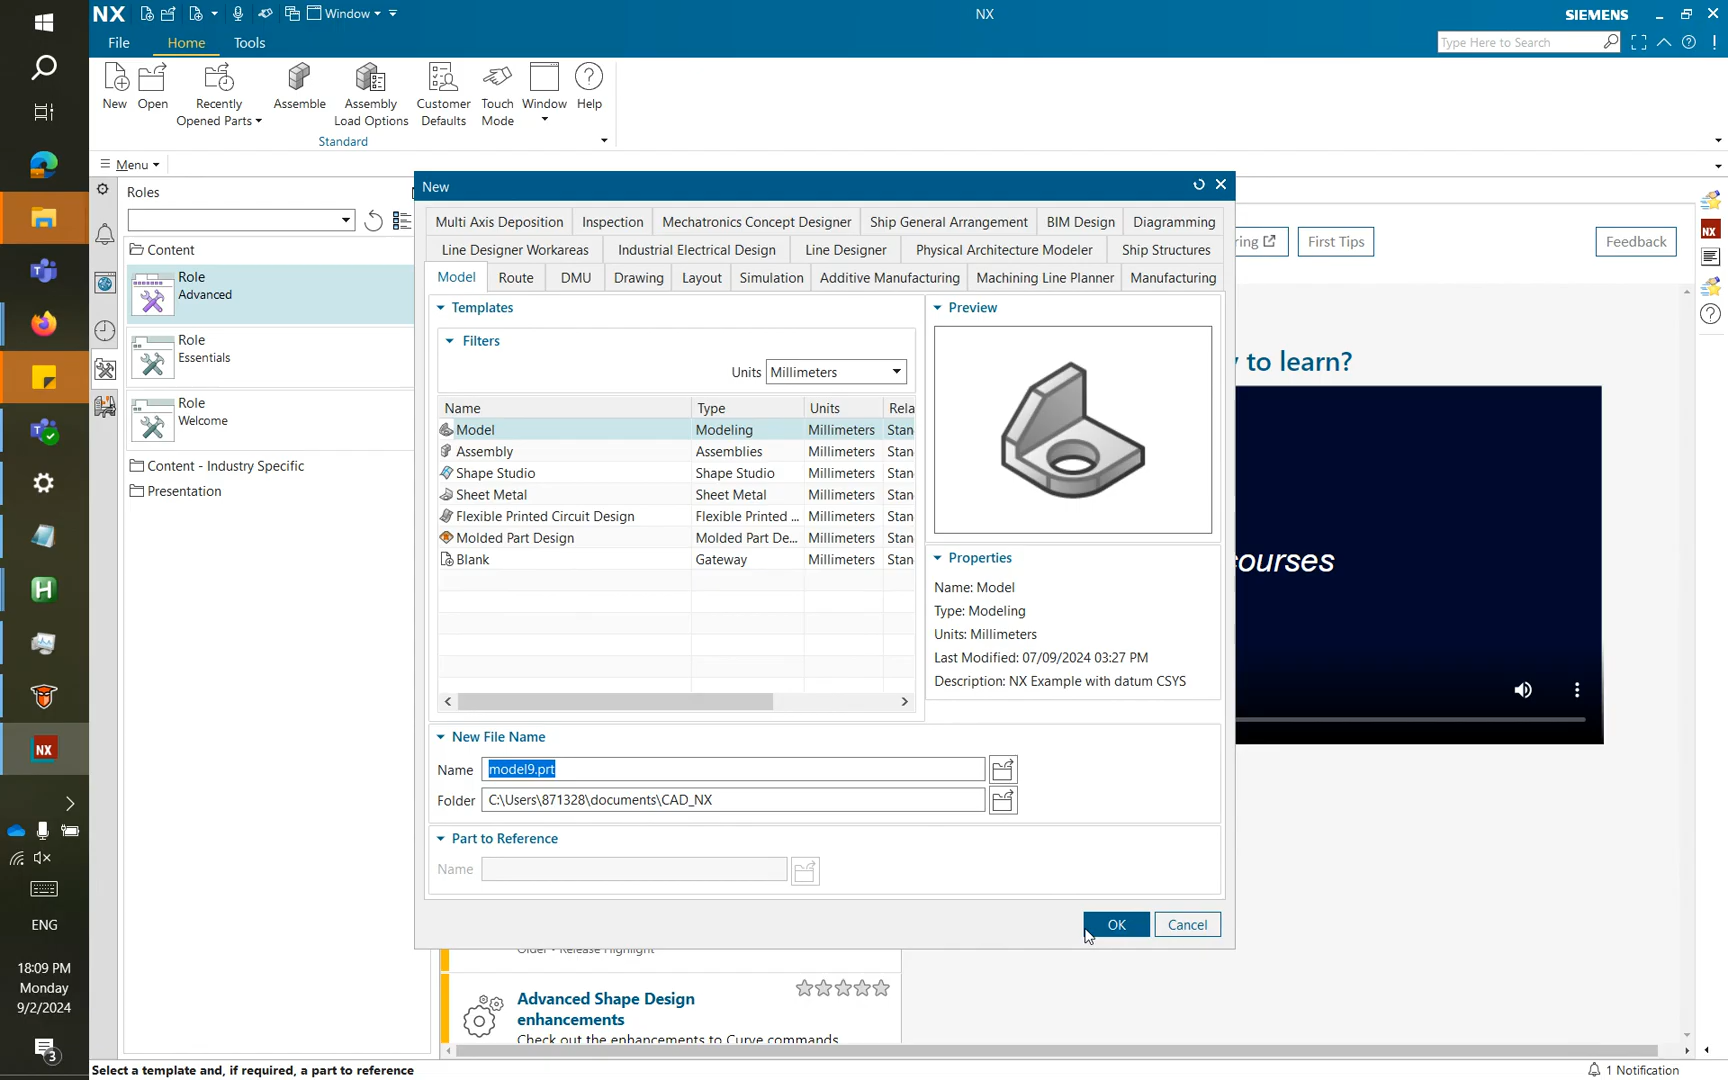 NX
Window
NX
SIEMENS
File Home Tools
Type Here to Search
New
Open
Recently
Opened Parts
Assemble
Assembly
Load Options
Customer
Defaults
Touch
Mode
Window
Help
Standard
Menu
Roles
Content
Role
Advanced
Role
Essentials
Role
Welcome
Content - Industry Specific
Presentation
New
Multi Axis Deposition Inspection Mechatronics Concept Designer Ship General Arrangement BIM Design Diagramming
Line Designer Workareas Industrial Electrical Design Line Designer Physical Architecture Modeler Ship Structures
Model Route DMU Drawing Layout Simulation Additive Manufacturing Machining Line Planner Manufacturing
Templates
Filters
Units Millimeters
Name Type Units Rela
Model Modeling Millimeters Stan
Assembly Assemblies Millimeters Stan
Shape Studio Shape Studio Millimeters Stan
Sheet Metal Sheet Metal Millimeters Stan
Flexible Printed Circuit Design Flexible Printed ... Millimeters Stan
Molded Part Design Molded Part De... Millimeters Stan
Blank Gateway Millimeters Stan
Preview
Properties
Name: Model
Type: Modeling
Units: Millimeters
Last Modified: 07/09/2024 03:27 PM
Description: NX Example with datum CSYS
New File Name
Name model9.prt
Folder C:\Users\871328\documents\CAD_NX
Part to Reference
Name
OK Cancel
ring First Tips Feedback
y to learn?
courses
Older - Release Highlight
Advanced Shape Design
enhancements
Check out the enhancements to Curve commands
NX
NX
ENG
18:09 PM
Monday
9/2/2024
3
Select a template and, if required, a part to reference
1 Notification